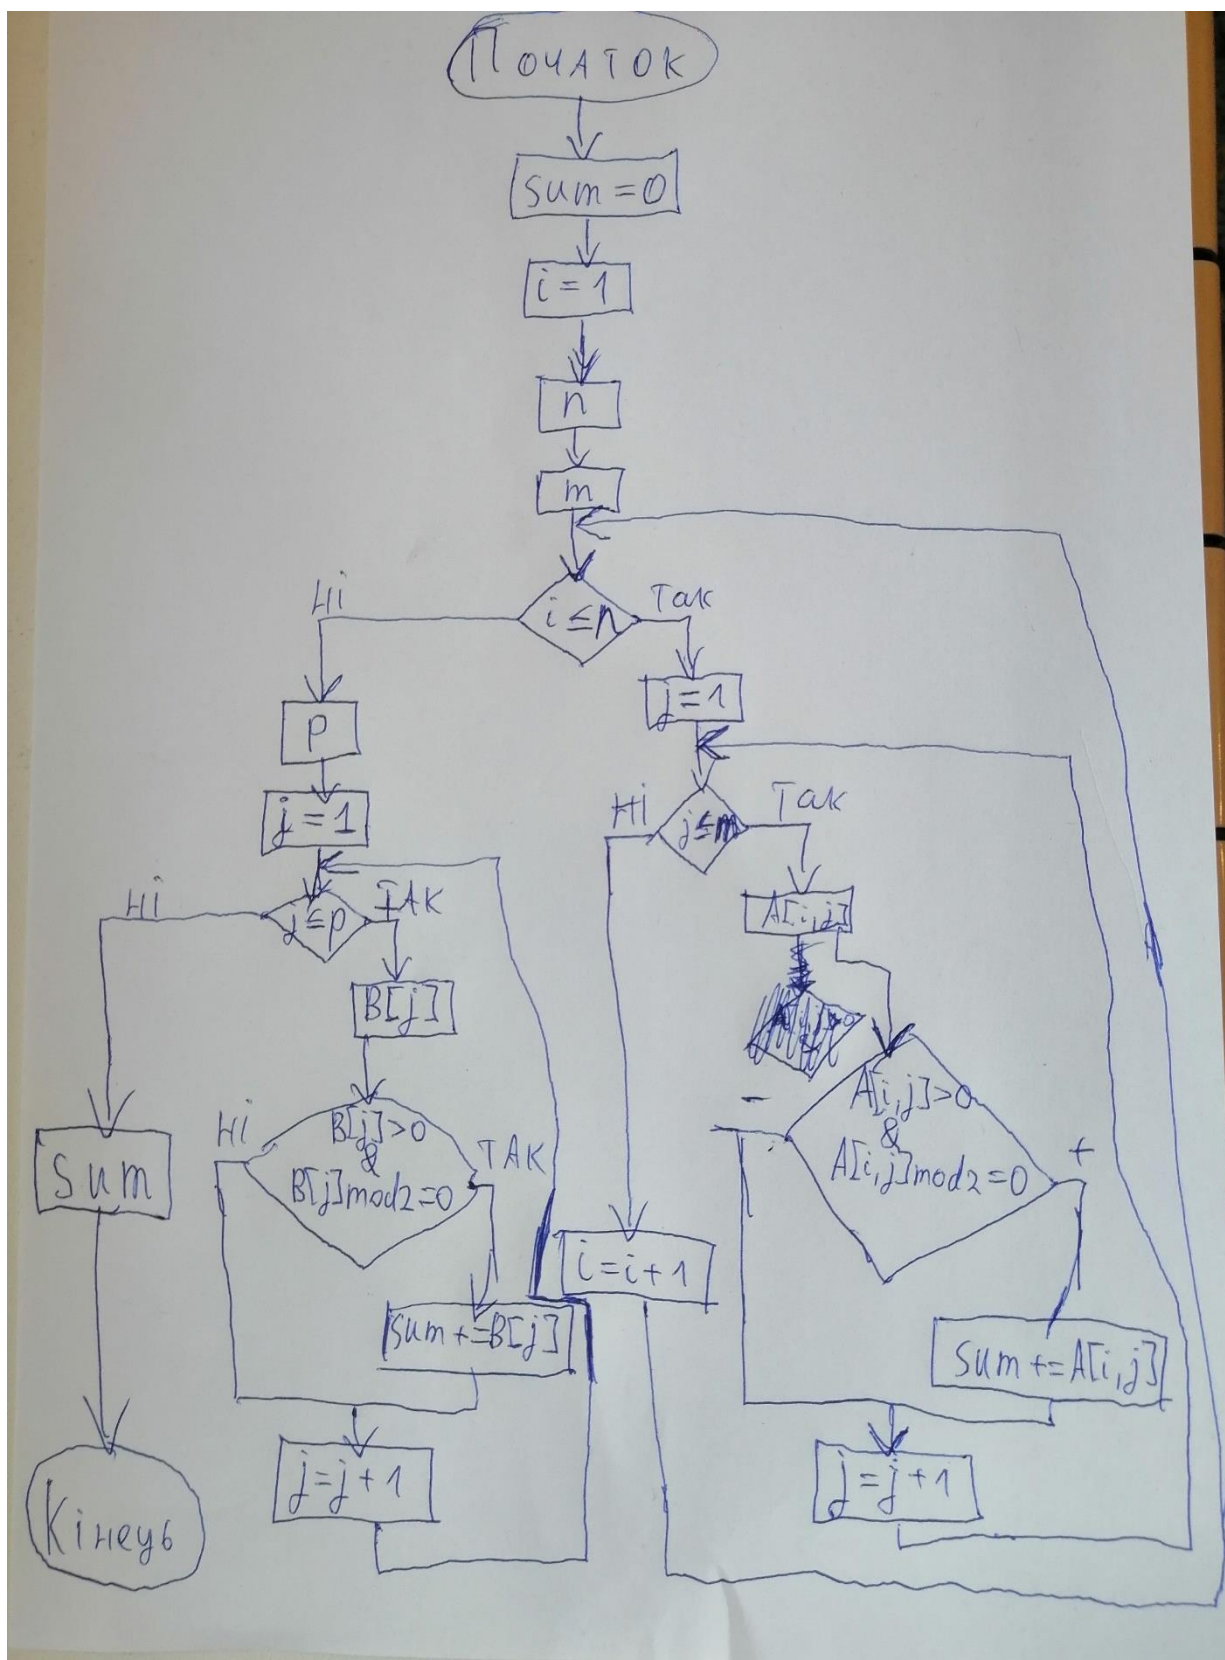 Початок
sum=0
i=1
n
m
i≤n
Ні
Так
p
j=1
j=1
j≤m
Ні
Так
j≤p
Ні
ТАК
A[i,j]
B[j]
B[j]>0
&
B[j]mod2=0
Ні
ТАК
A[i,j]>0
&
A[i,j]mod2=0
-
+
sum
i=i+1
sum+=B[j]
sum+=A[i,j]
j=j+1
j=j+1
Кінець